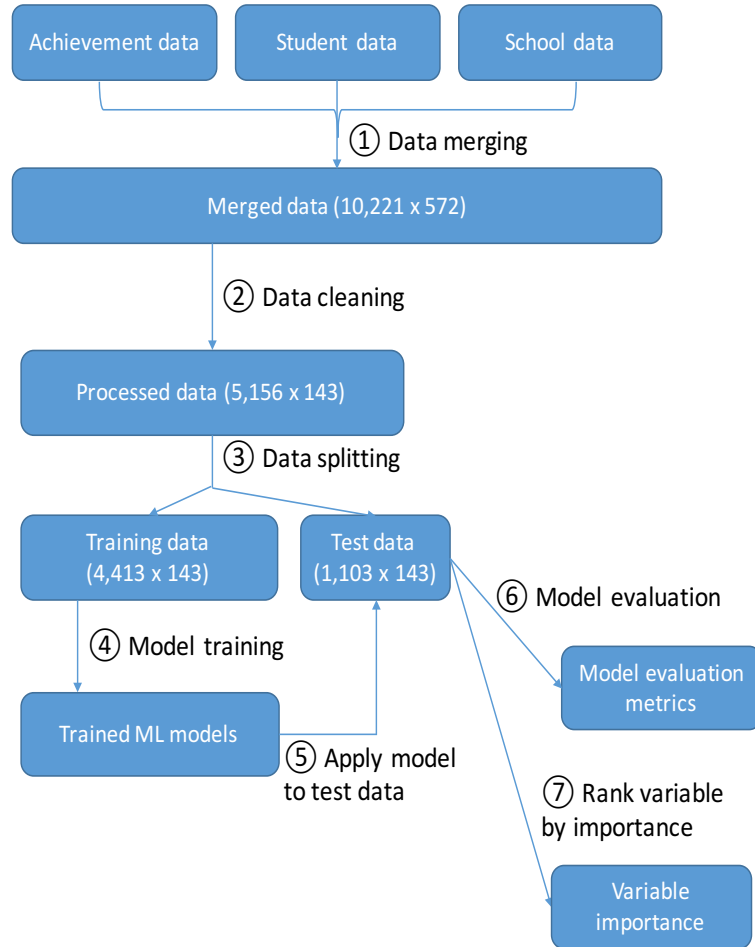 Achievement data
Student data
School data
① Data merging
Merged data (10,221 x 572)
② Data cleaning
Processed data (5,156 x 143)
③ Data splitting
Training data
(4,413 x 143)
Test data
(1,103 x 143)
⑥ Model evaluation
④ Model training
Model evaluation
metrics
Trained ML models
⑤ Apply model
to test data
⑦ Rank variable
by importance
Variable
importance